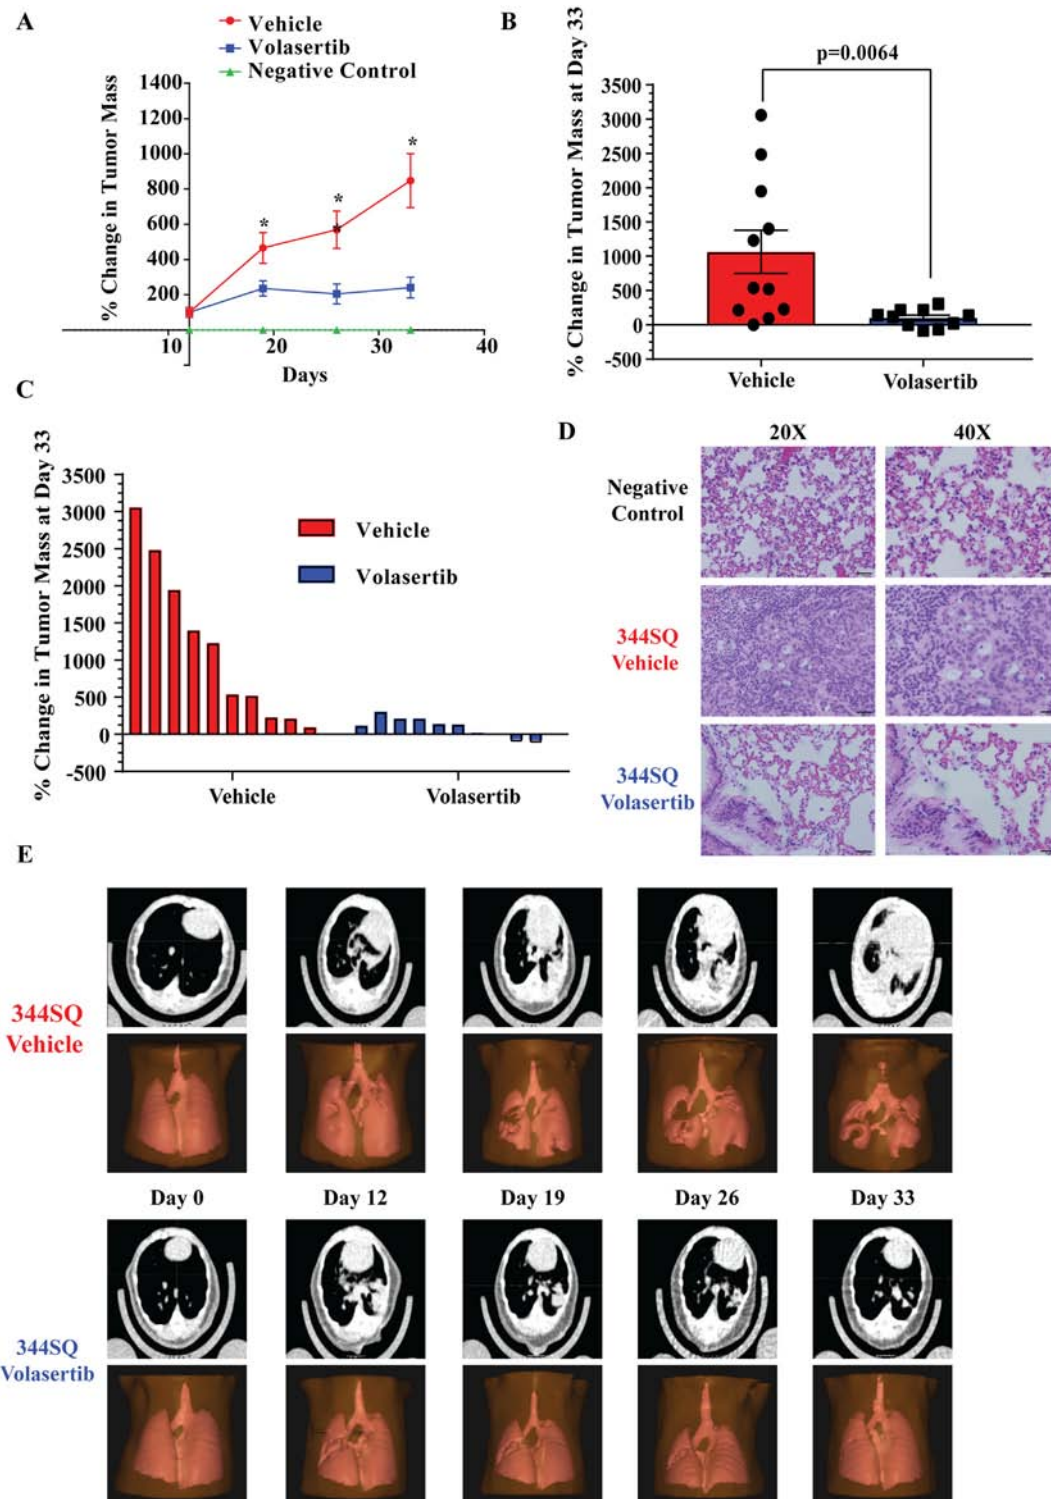 A
Vehicle
Volasertib
Negative Control
% Change in Tumor Mass
1400
1200
1000
800
600
400
200
*
*
*
10
20
30
40
Days
B
% Change in Tumor Mass at Day 33
p=0.0064
3500
3000
2500
2000
1500
1000
500
0
-500
Vehicle
Volasertib
C
% Change in Tumor Mass at Day 33
3500
3000
2500
2000
1500
1000
500
0
-500
Vehicle
Volasertib
Vehicle
Volasertib
D
20X
40X
Negative
Control
344SQ
Vehicle
344SQ
Volasertib
E
344SQ
Vehicle
Day 0
Day 12
Day 19
Day 26
Day 33
344SQ
Volasertib